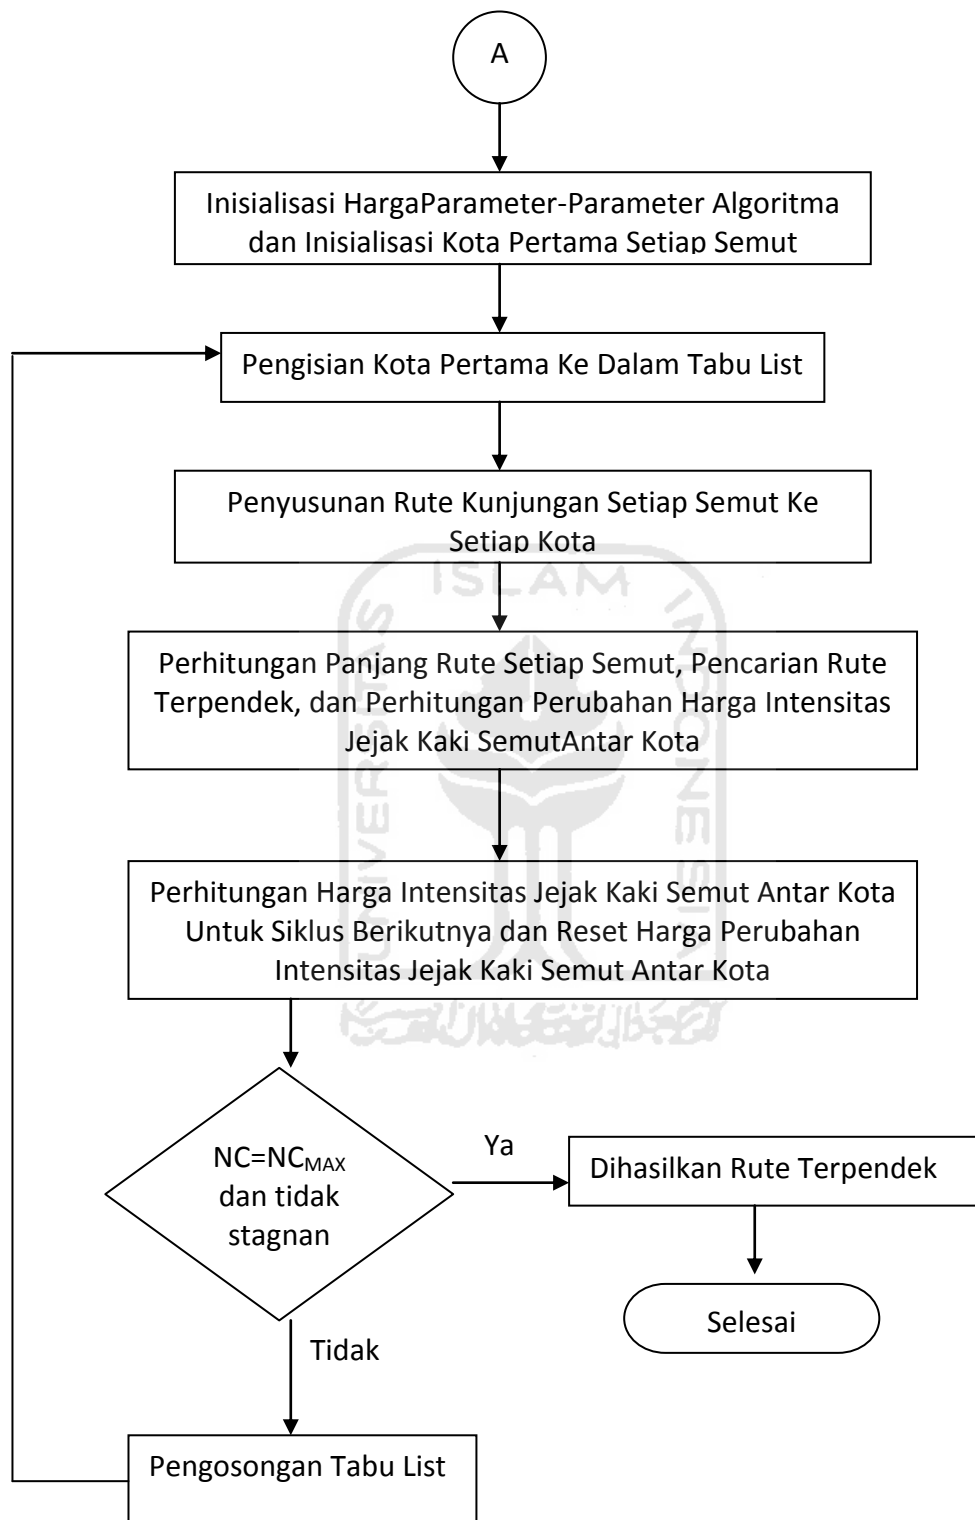 A
Inisialisasi HargaParameter-Parameter Algoritma
dan Inisialisasi Kota Pertama Setiap Semut
Pengisian Kota Pertama Ke Dalam Tabu List
Penyusunan Rute Kunjungan Setiap Semut Ke
Setiap Kota
ISLAM
UNIVERSITAS
INDONESIA
Perhitungan Panjang Rute Setiap Semut, Pencarian Rute
Terpendek, dan Perhitungan Perubahan Harga Intensitas
Jejak Kaki SemutAntar Kota
Perhitungan Harga Intensitas Jejak Kaki Semut Antar Kota
Untuk Siklus Berikutnya dan Reset Harga Perubahan
Intensitas Jejak Kaki Semut Antar Kota
NC=NCMAX
dan tidak
stagnan
Ya
Dihasilkan Rute Terpendek
Selesai
Tidak
Pengosongan Tabu List